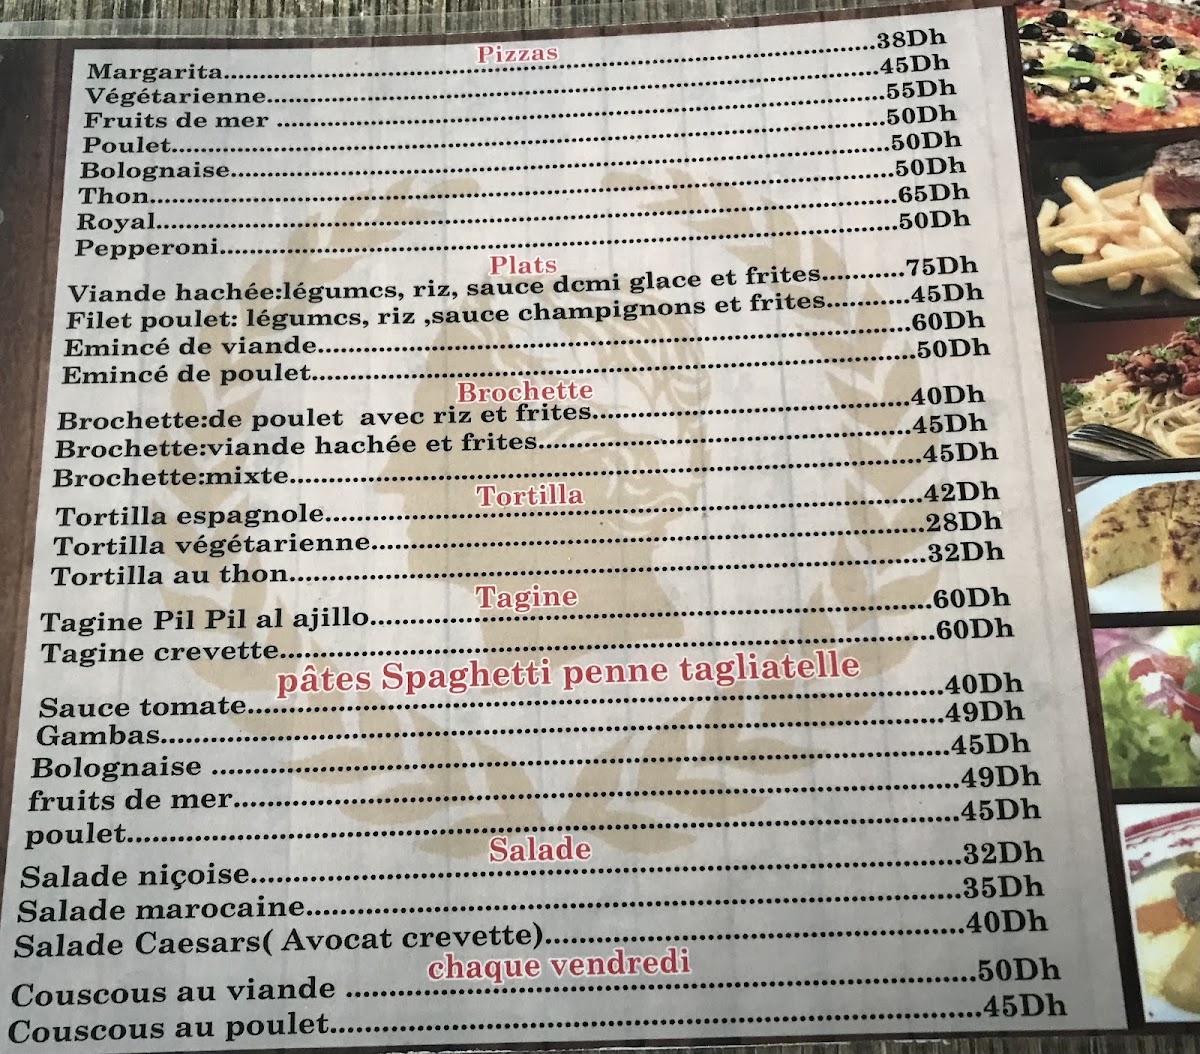 Pizzas
Margarita..........38Dh
Végétarienne..........45Dh
Fruits de mer ..........55Dh
Poulet..........50Dh
Bolognaise..........50Dh
Thon..........50Dh
Royal..........65Dh
Pepperoni..........50Dh
Plats
Viande hachée:légumcs, riz, sauce dcmi glace et frites..........75Dh
Filet poulet: légumcs, riz ,sauce champignons et frites..........45Dh
Emincé de viande..........60Dh
Emincé de poulet..........50Dh
Brochette
Brochette:de poulet avec riz et frites..........40Dh
Brochette:viande hachée et frites..........45Dh
Brochette:mixte..........45Dh
Tortilla
Tortilla espagnole..........42Dh
Tortilla végétarienne..........28Dh
Tortilla au thon..........32Dh
Tagine
Tagine Pil Pil al ajillo..........60Dh
Tagine crevette..........60Dh
pâtes Spaghetti penne tagliatelle
Sauce tomate..........40Dh
Gambas..........49Dh
Bolognaise ..........45Dh
fruits de mer..........49Dh
poulet..........45Dh
Salade
Salade niçoise..........32Dh
Salade marocaine..........35Dh
Salade Caesars( Avocat crevette)..........40Dh
chaque vendredi
Couscous au viande ..........50Dh
Couscous au poulet..........45Dh